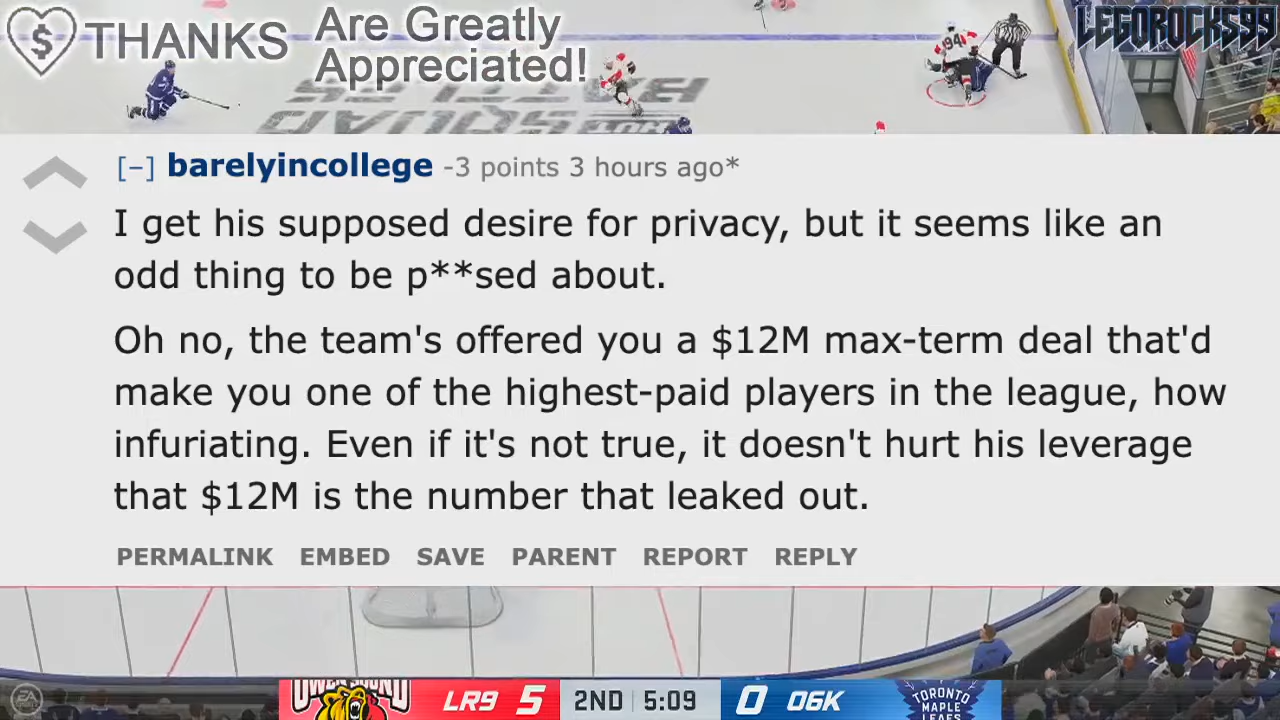 $ THANKS Are Greatly
Appreciated!
LEGOROCKS99
94
[–] barelyincollege -3 points 3 hours ago*
I get his supposed desire for privacy, but it seems like an
odd thing to be p**sed about.
Oh no, the team's offered you a $12M max-term deal that'd
make you one of the highest-paid players in the league, how
infuriating. Even if it's not true, it doesn't hurt his leverage
that $12M is the number that leaked out.
PERMALINK EMBED SAVE PARENT REPORT REPLY
EA
OWEN SOUND LR9 5 2ND 5:09 0 O6K TORONTO
MAPLE
LEAFS